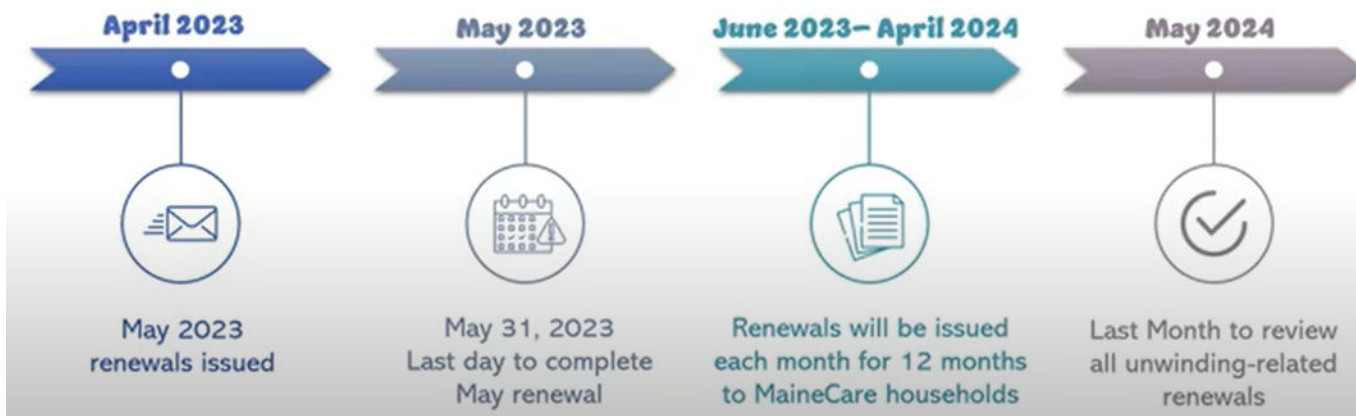 April 2023
May 2023
renewals issued
May 2023
May 31, 2023
Last day to complete
May renewal
June 2023– April 2024
Renewals will be issued
each month for 12 months
to MaineCare households
May 2024
Last Month to review
all unwinding-related
renewals